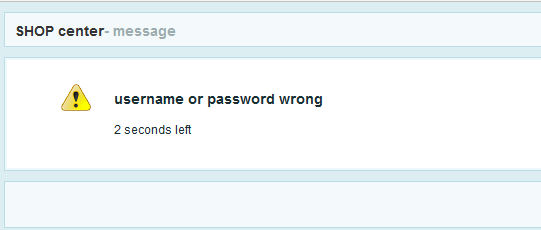 SHOP center- message
username or password wrong
2 seconds left